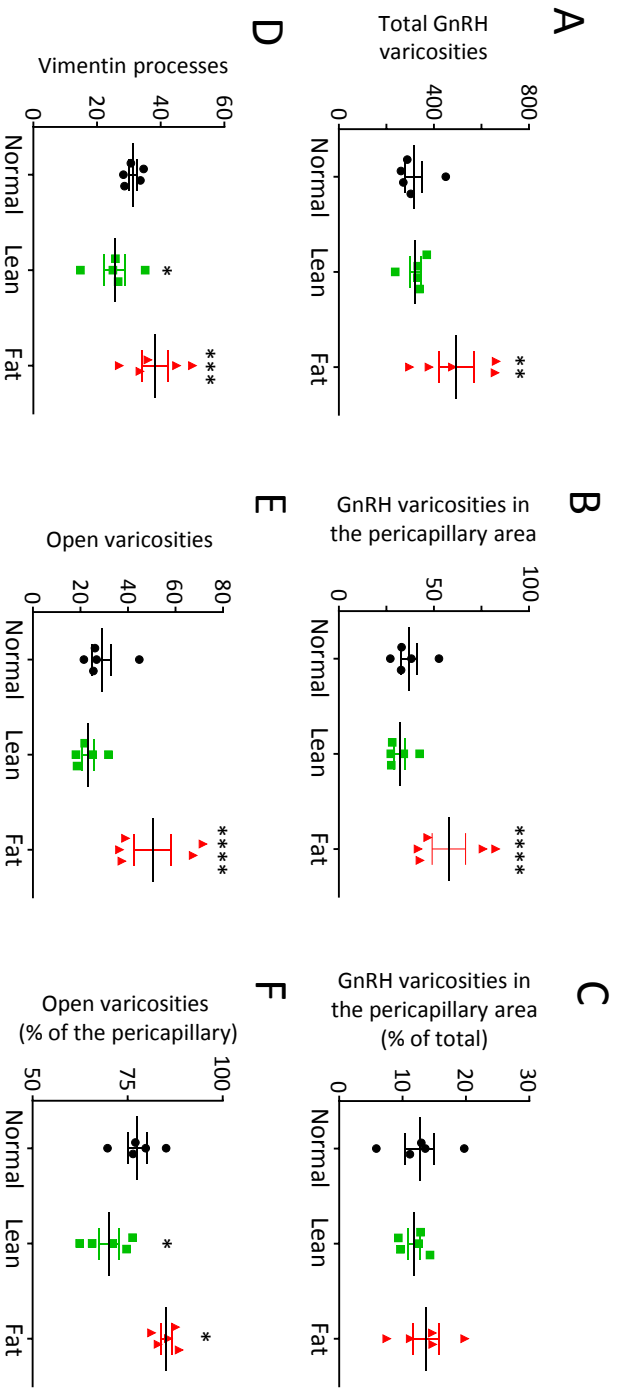 A
Total GnRH
varicosities
800
400
0
Normal
Lean
Fat
**
B
GnRH varicosities in
the pericapillary area
100
50
0
Normal
Lean
Fat
****
C
GnRH varicosities in
the pericapillary area
(% of total)
30
20
10
0
Normal
Lean
Fat
D
Vimentin processes
60
40
20
0
Normal
Lean
Fat
*
***
E
Open varicosities
80
60
40
20
0
Normal
Lean
Fat
****
F
Open varicosities
(% of the pericapillary)
100
75
50
Normal
Lean
Fat
*
*